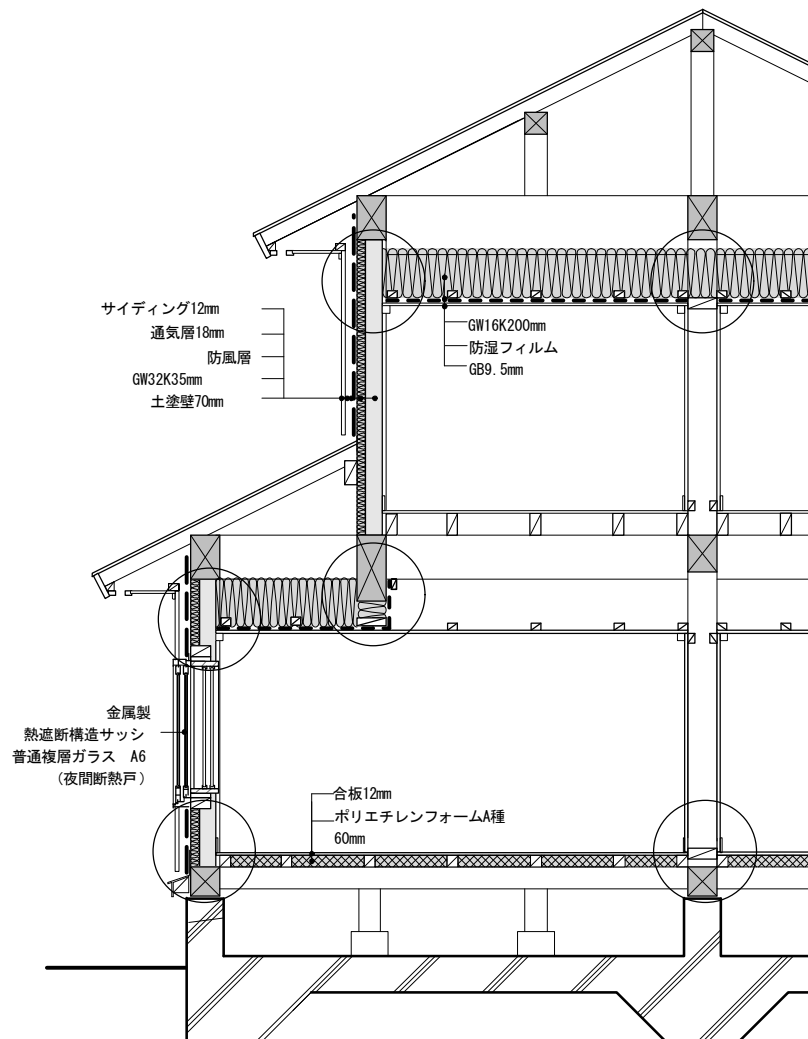 サイディング12mm
通気層18mm
防風層
GW32K35mm
土塗壁70mm
GW16K200mm
防湿フィルム
GB9.5mm
金属製
熱遮断構造サッシ
普通複層ガラス A6
(夜間断熱戸)
合板12mm
ポリエチレンフォームA種
60mm